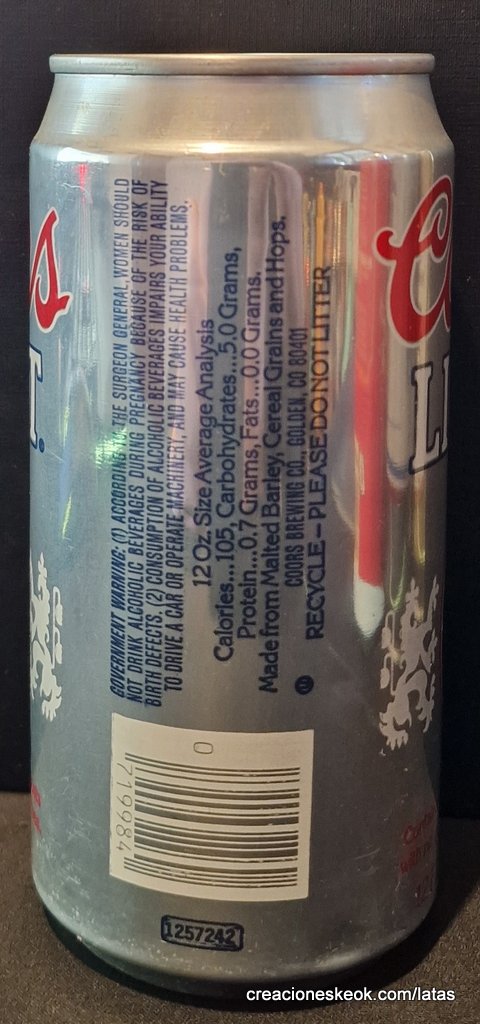 GOVERNMENT WARNING: (1) ACCORDING TO THE SURGEON GENERAL, WOMEN SHOULD
NOT DRINK ALCOHOLIC BEVERAGES DURING PREGNANCY BECAUSE OF THE RISK OF
BIRTH DEFECTS. (2) CONSUMPTION OF ALCOHOLIC BEVERAGES IMPAIRS YOUR ABILITY
TO DRIVE A CAR OR OPERATE MACHINERY, AND MAY CAUSE HEALTH PROBLEMS.
12 Oz. Size Average Analysis
Calories...105, Carbohydrates...5.0 Grams,
Protein...0.7 Grams, Fats...0.0 Grams.
Made from Malted Barley, Cereal Grains and Hops.
COORS BREWING CO., GOLDEN, CO 80401
RECYCLE – PLEASE DO NOT LITTER
s
T.
C
LI
0
719984
1257242
creacioneskeok.com/latas